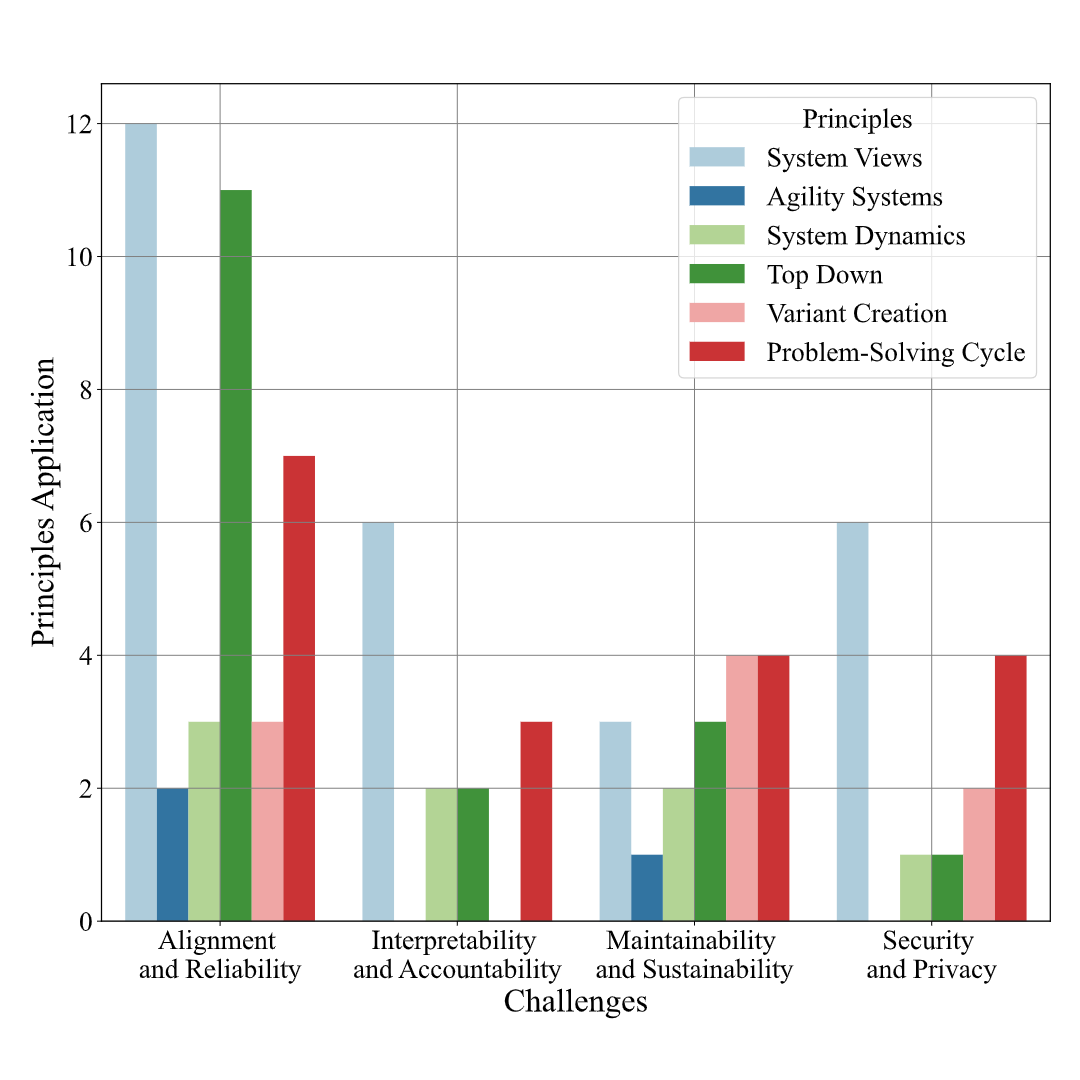 Principles
System Views
Agility Systems
System Dynamics
Top Down
Variant Creation
Problem-Solving Cycle
Principles Application
12
10
8
6
4
2
0
Alignment
and Reliability
Interpretability
and Accountability
Maintainability
and Sustainability
Security
and Privacy
Challenges